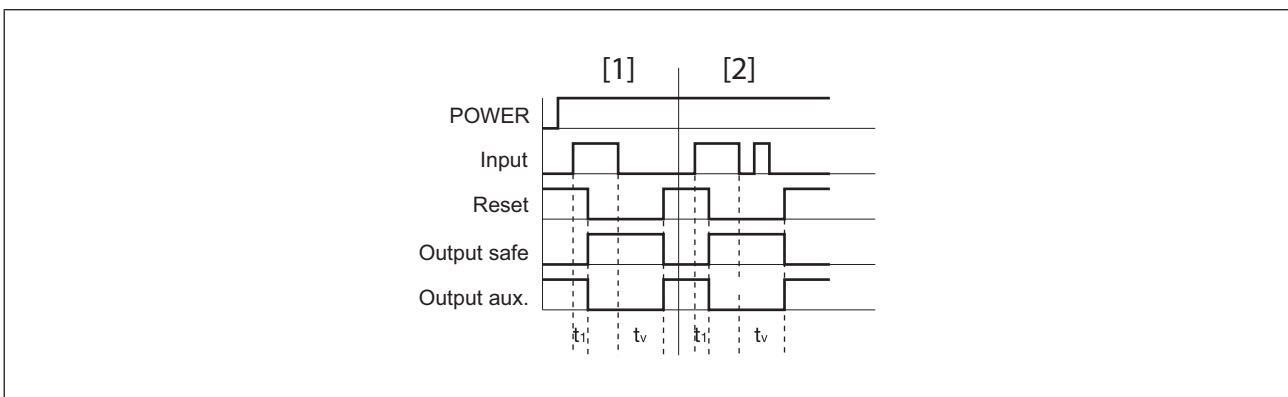 [1] [2]
POWER
Input
Reset
Output safe
Output aux.
t1 tv t1 tv